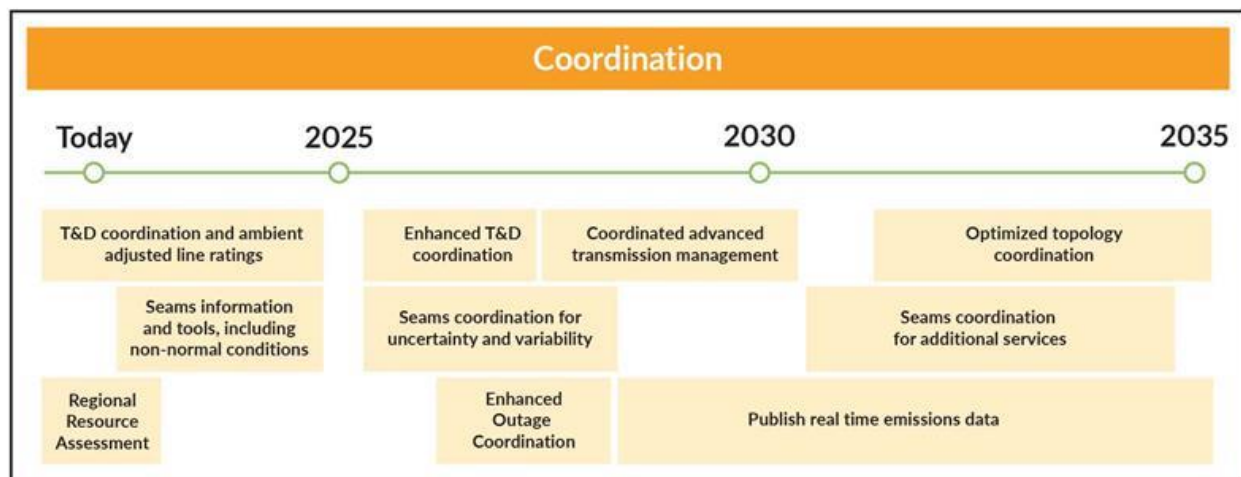 Coordination
Today
2025
2030
2035
T&D coordination and ambient
adjusted line ratings
Enhanced T&D
coordination
Coordinated advanced
transmission management
Optimized topology
coordination
Seams information
and tools, including
non-normal conditions
Seams coordination for
uncertainty and variability
Seams coordination
for additional services
Regional
Resource
Assessment
Enhanced
Outage
Coordination
Publish real time emissions data